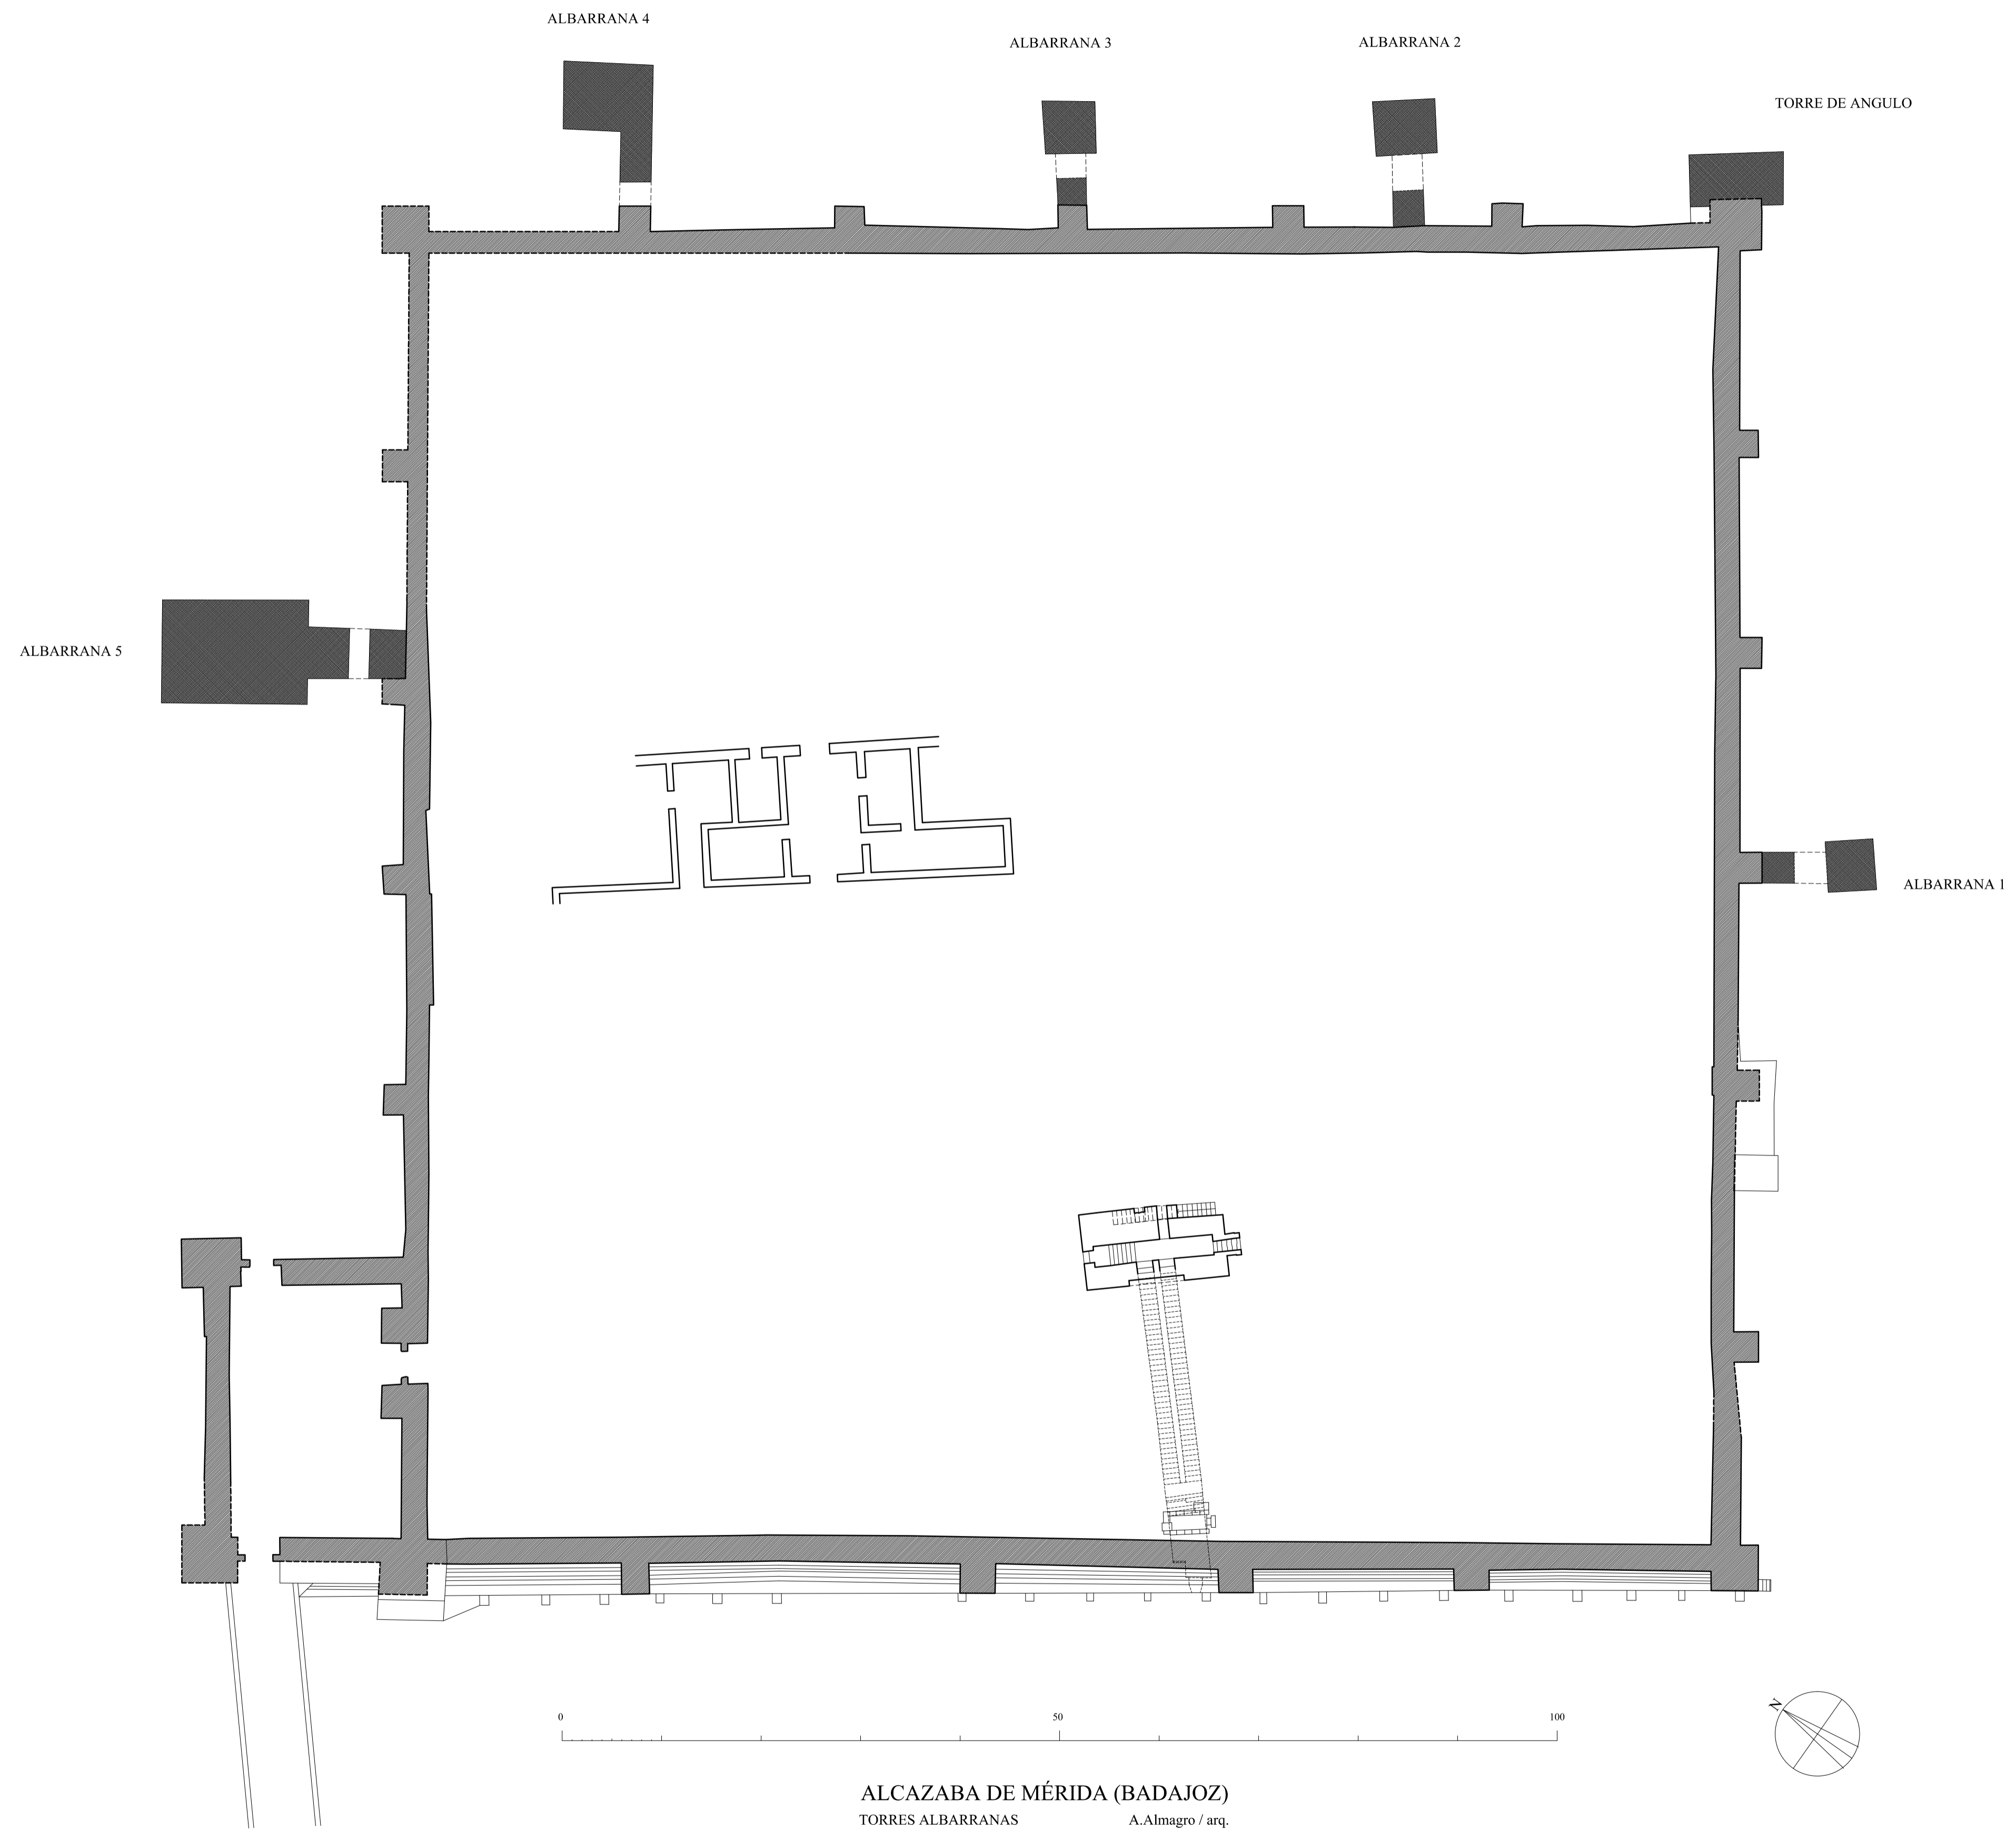 ALBARRANA 4
ALBARRANA 3
ALBARRANA 2
TORRE DE ANGULO
ALBARRANA 5
ALBARRANA 1
N
0 50 100
ALCAZABA DE MÉRIDA (BADAJOZ)
TORRES ALBARRANAS A.Almagro / arq.